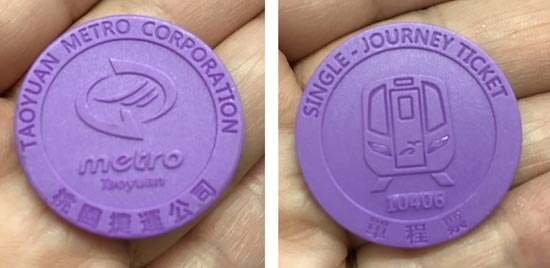 TAOYUAN METRO CORPORATION
metro
Taoyuan
桃園捷運公司
SINGLE-JOURNEY TICKET
10406
單程票